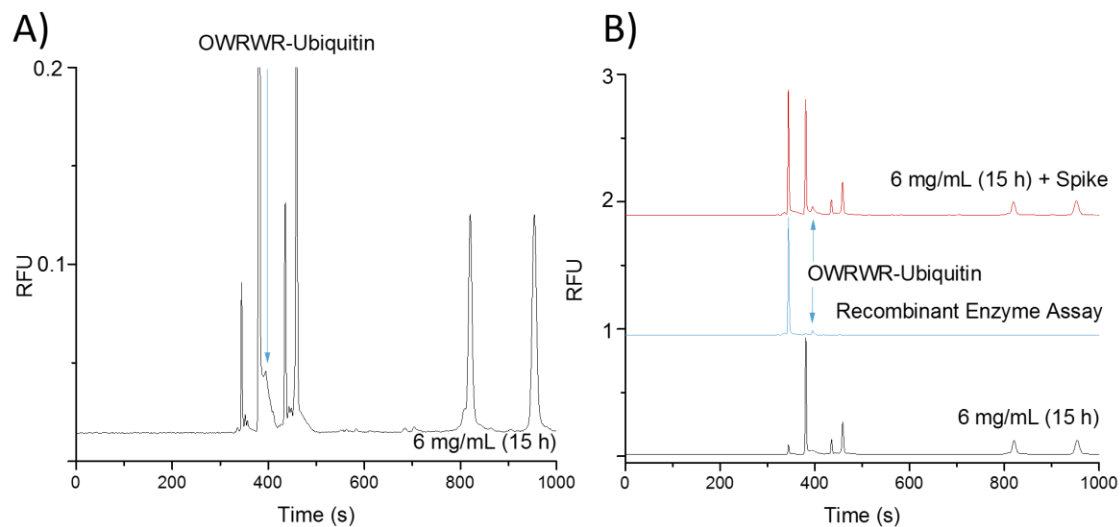 A)
OWRWR-Ubiquitin
0.2
0.1
RFU
6 mg/mL (15 h)
0 200 400 600 800 1000
Time (s)
B)
3
6 mg/mL (15 h) + Spike
2
OWRWR-Ubiquitin
RFU
Recombinant Enzyme Assay
1
6 mg/mL (15 h)
0 200 400 600 800 1000
Time (s)